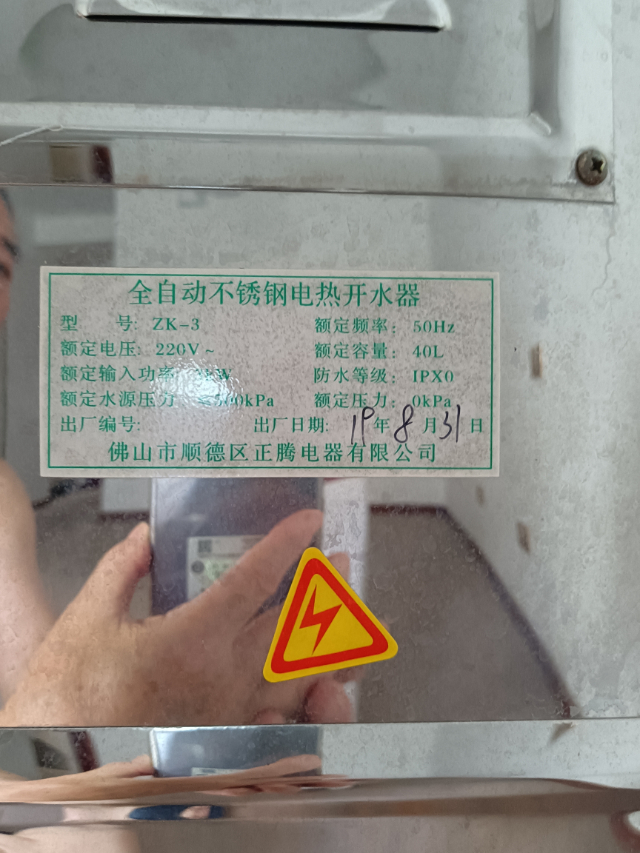 全自动不锈钢电热开水器
型 号: ZK-3 额定频率: 50Hz
额定电压: 220V~ 额定容量: 40L
额定输入功率 W 防水等级: IPX0
额定水源压力 kPa 额定压力: 0kPa
出厂编号: 出厂日期: 19年8月31日
佛山市顺德区正腾电器有限公司